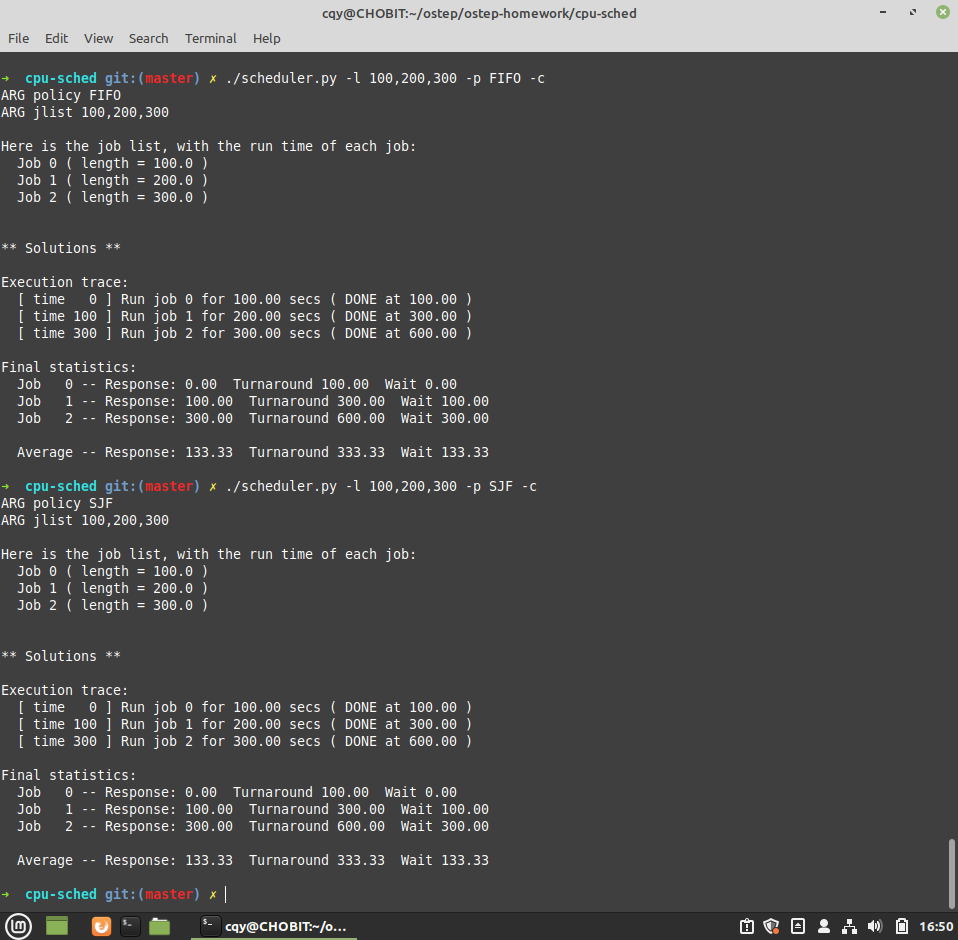 cqy@CHOBIT:~/ostep/ostep-homework/cpu-sched
File Edit View Search Terminal Help
➜  cpu-sched git:(master) ✗ ./scheduler.py -l 100,200,300 -p FIFO -c
ARG policy FIFO
ARG jlist 100,200,300
Here is the job list, with the run time of each job:
  Job 0 ( length = 100.0 )
  Job 1 ( length = 200.0 )
  Job 2 ( length = 300.0 )
** Solutions **
Execution trace:
  [ time   0 ] Run job 0 for 100.00 secs ( DONE at 100.00 )
  [ time 100 ] Run job 1 for 200.00 secs ( DONE at 300.00 )
  [ time 300 ] Run job 2 for 300.00 secs ( DONE at 600.00 )
Final statistics:
  Job   0 -- Response: 0.00  Turnaround 100.00  Wait 0.00
  Job   1 -- Response: 100.00  Turnaround 300.00  Wait 100.00
  Job   2 -- Response: 300.00  Turnaround 600.00  Wait 300.00
  Average -- Response: 133.33  Turnaround 333.33  Wait 133.33
➜  cpu-sched git:(master) ✗ ./scheduler.py -l 100,200,300 -p SJF -c
ARG policy SJF
ARG jlist 100,200,300
Here is the job list, with the run time of each job:
  Job 0 ( length = 100.0 )
  Job 1 ( length = 200.0 )
  Job 2 ( length = 300.0 )
** Solutions **
Execution trace:
  [ time   0 ] Run job 0 for 100.00 secs ( DONE at 100.00 )
  [ time 100 ] Run job 1 for 200.00 secs ( DONE at 300.00 )
  [ time 300 ] Run job 2 for 300.00 secs ( DONE at 600.00 )
Final statistics:
  Job   0 -- Response: 0.00  Turnaround 100.00  Wait 0.00
  Job   1 -- Response: 100.00  Turnaround 300.00  Wait 100.00
  Job   2 -- Response: 300.00  Turnaround 600.00  Wait 300.00
  Average -- Response: 133.33  Turnaround 333.33  Wait 133.33
➜  cpu-sched git:(master) ✗
cqy@CHOBIT:~/o... 16:50